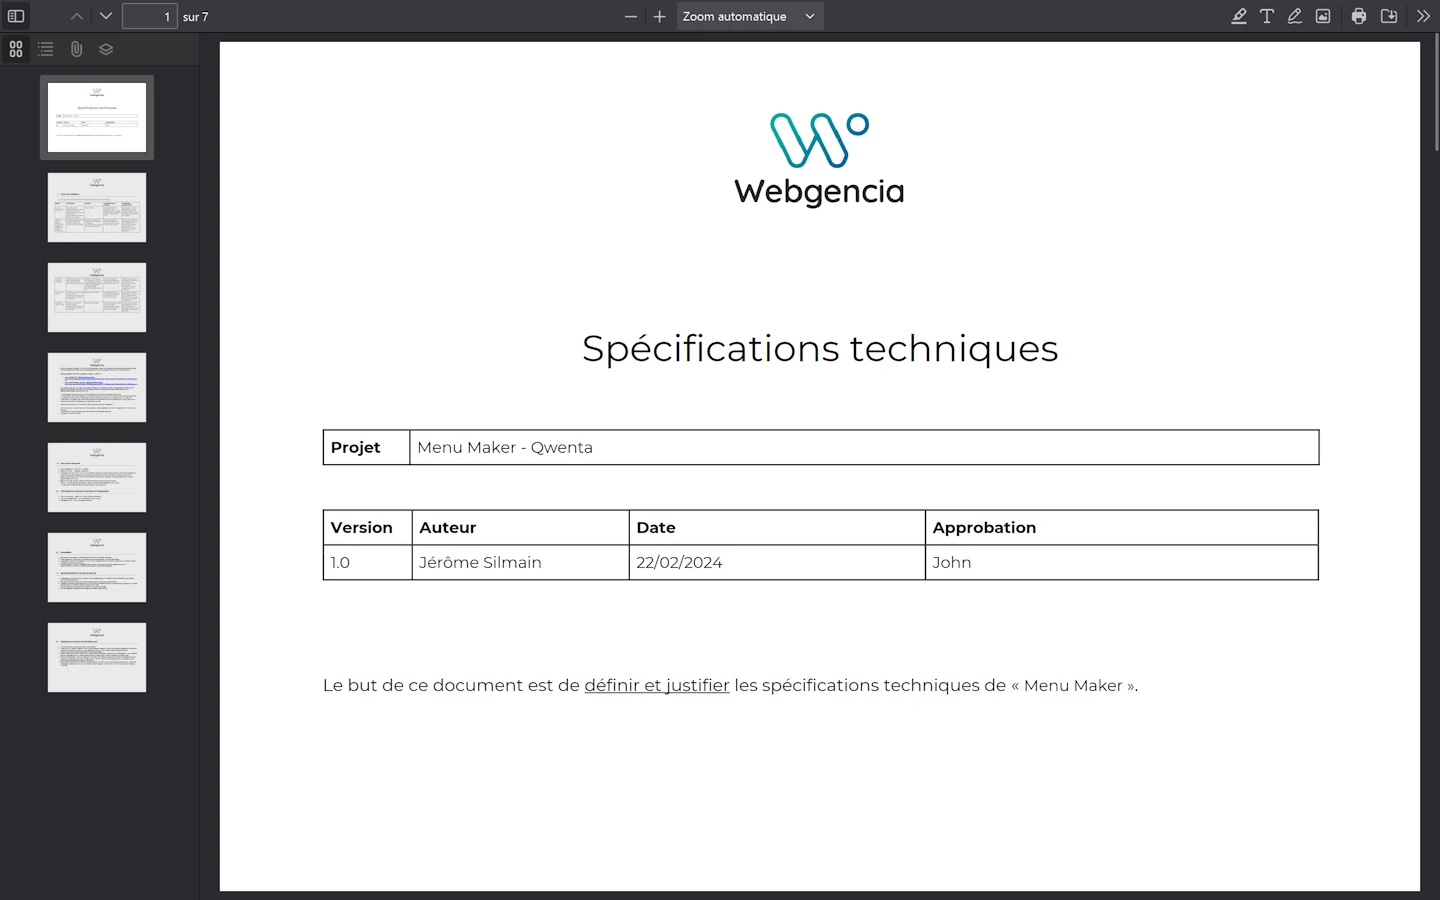 1 sur 7
Zoom automatique
Webgencia
Spécifications techniques
Projet Menu Maker - Qwenta
Version Auteur Date Approbation
1.0 Jérôme Silmain 22/02/2024 John
Le but de ce document est de définir et justifier les spécifications techniques de « Menu Maker ».